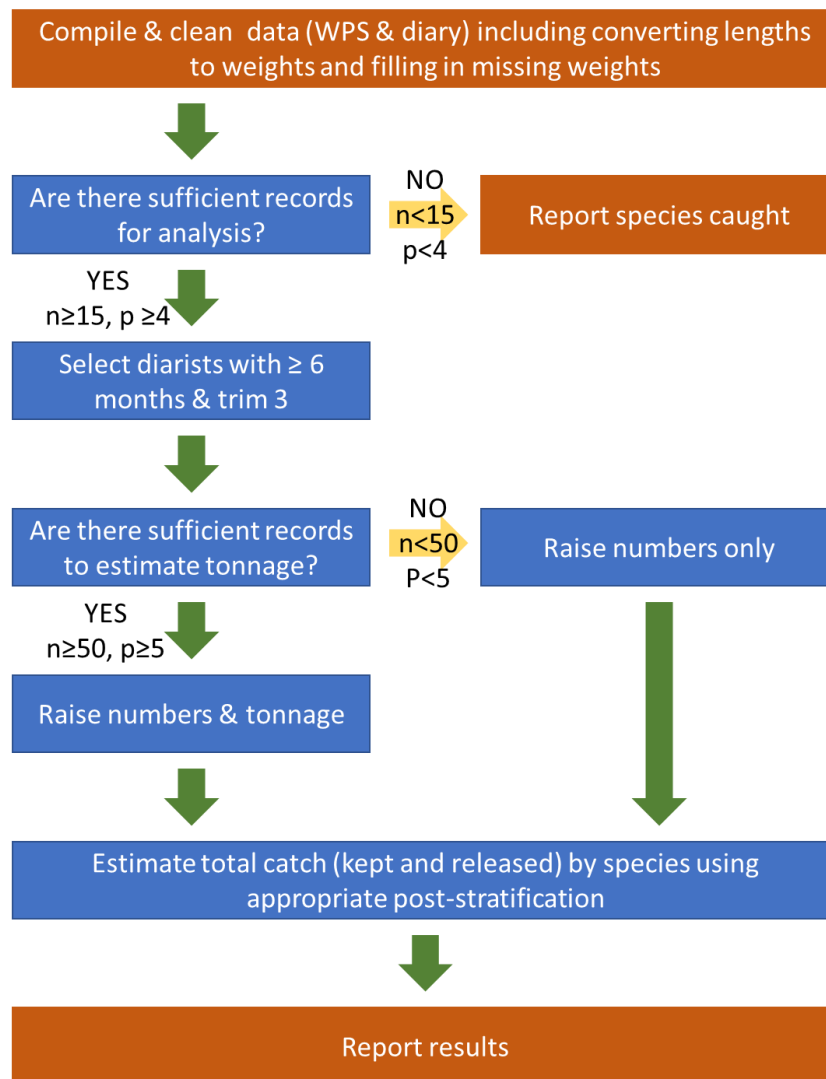 Compile & clean data (WPS & diary) including converting lengths
to weights and filling in missing weights
Are there sufficient records
for analysis?
NO
n<15
p<4
Report species caught
YES
n≥15, p ≥4
Select diarists with ≥ 6
months & trim 3
Are there sufficient records
to estimate tonnage?
NO
n<50
P<5
Raise numbers only
YES
n≥50, p≥5
Raise numbers & tonnage
Estimate total catch (kept and released) by species using
appropriate post-stratification
Report results